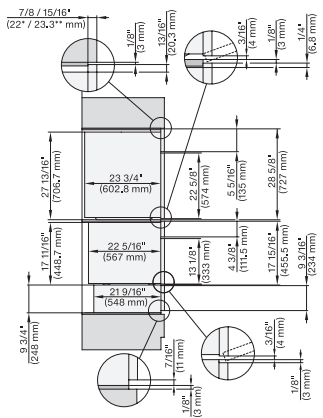 7/8 / 15/16"
(22* / 23.3** mm)
1/8"
(3 mm)
13/16"
(20.3 mm)
3/16"
(4 mm)
1/8"
(3 mm)
1/4"
(6.8 mm)
27 13/16"
(706.7 mm)
23 3/4"
(602.8 mm)
22 5/8"
(574 mm)
5 5/16"
(135 mm)
28 5/8"
(727 mm)
17 11/16"
(448.7 mm)
22 5/16"
(567 mm)
13 1/8"
(333 mm)
4 3/8"
(111.5 mm)
17 15/16"
(455.5 mm)
9 3/16"
(234 mm)
21 9/16"
(548 mm)
9 3/4"
(248 mm)
7/16"
(11 mm)
1/8"
(3 mm)
3/16"
(4 mm)
1/8"
(3 mm)